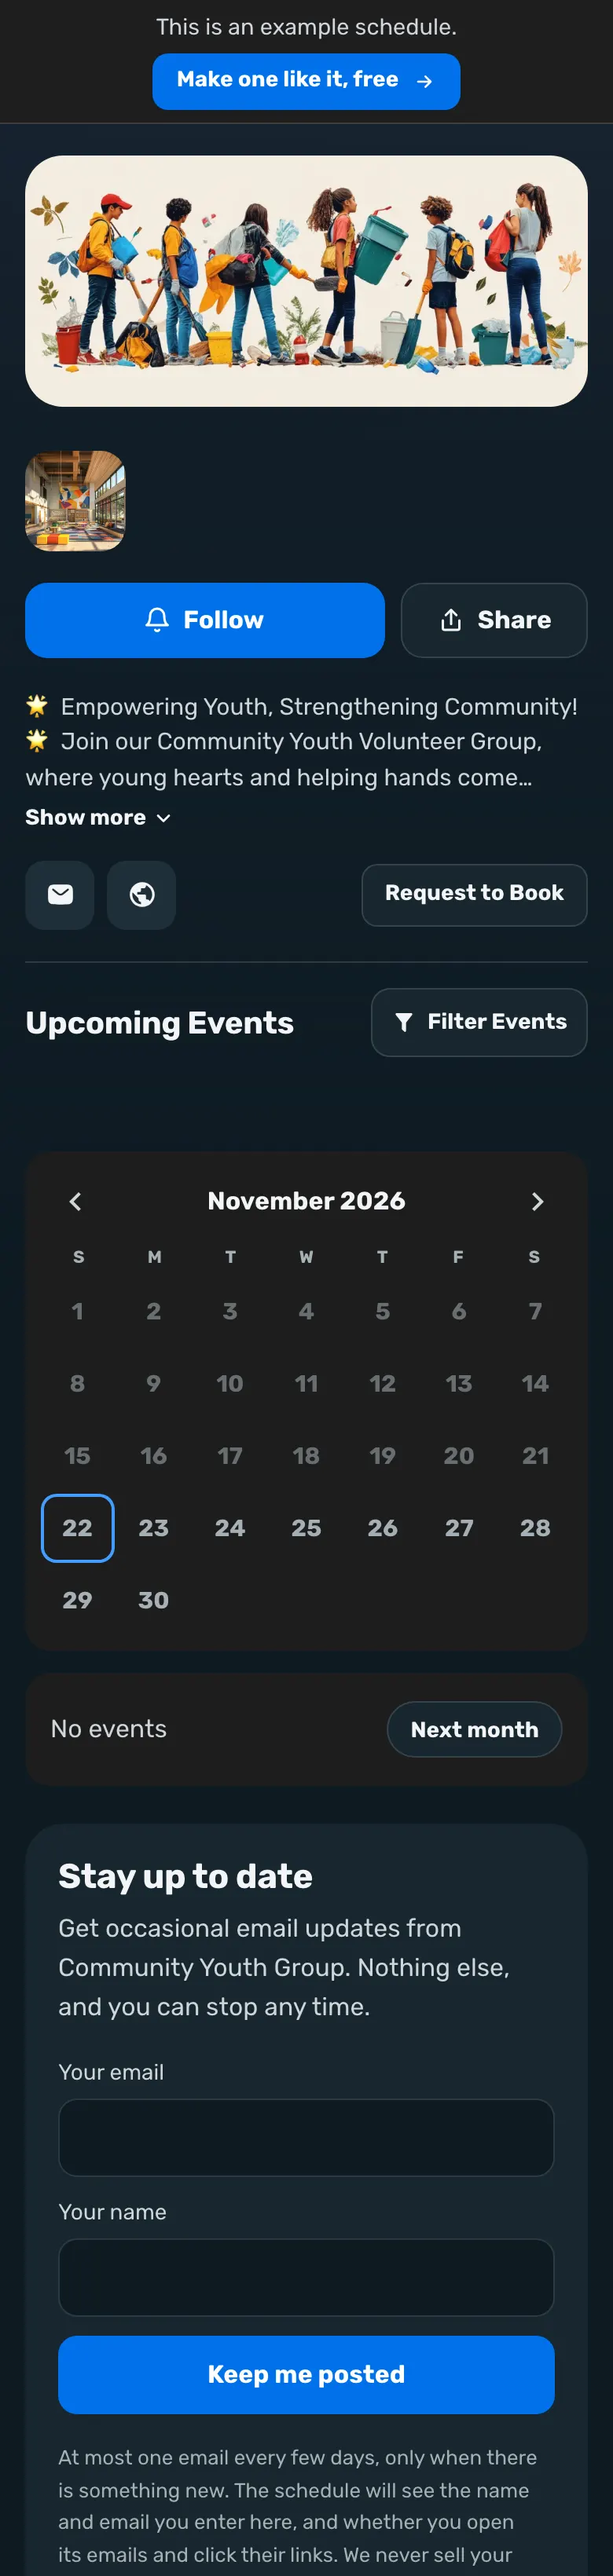 This is an example schedule.
Make one like it, free →
Follow
Share
🌟 Empowering Youth, Strengthening Community!
🌟 Join our Community Youth Volunteer Group,
where young hearts and helping hands come...
Show more
Request to Book
Upcoming Events
Filter Events
November 2026
S M T W T F S
1 2 3 4 5 6 7
8 9 10 11 12 13 14
15 16 17 18 19 20 21
22 23 24 25 26 27 28
29 30
No events
Next month
Stay up to date
Get occasional email updates from
Community Youth Group. Nothing else,
and you can stop any time.
Your email
Your name
Keep me posted
At most one email every few days, only when there
is something new. The schedule will see the name
and email you enter here, and whether you open
its emails and click their links. We never sell your